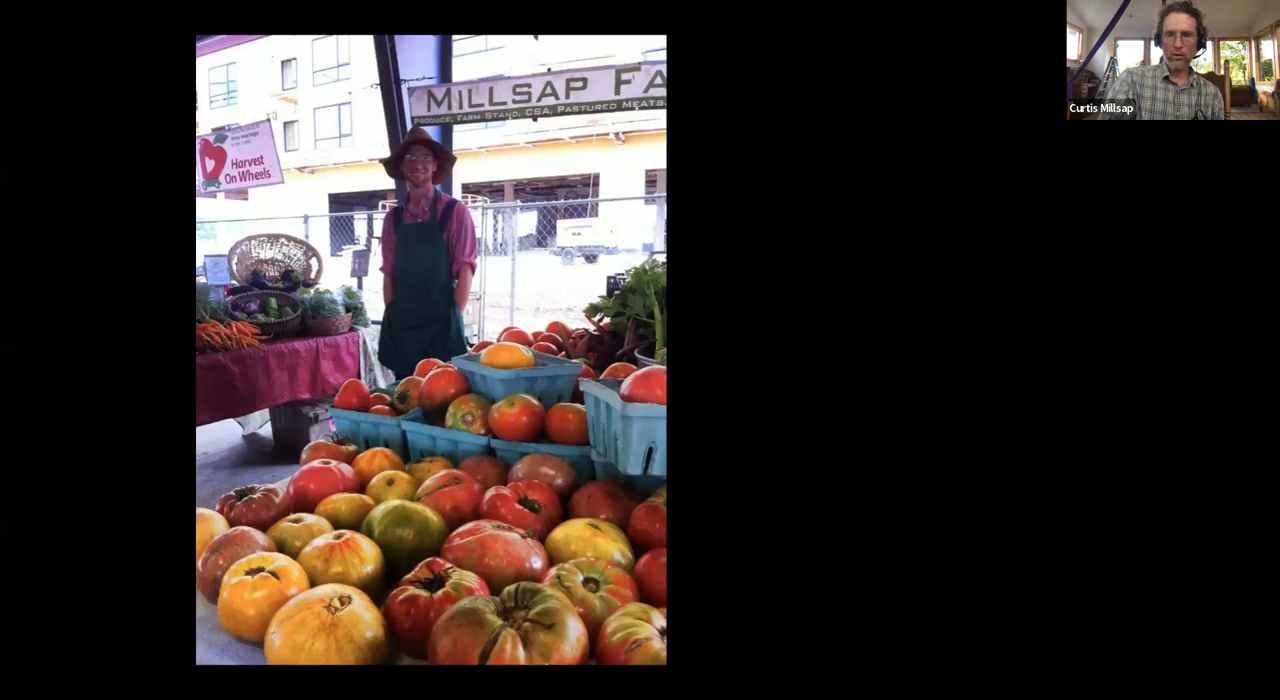 MILLSAP FA
PRODUCE, FARM STAND, CSA, PASTURED MEATS,
Harvest
On Wheels
Curtis Millsap